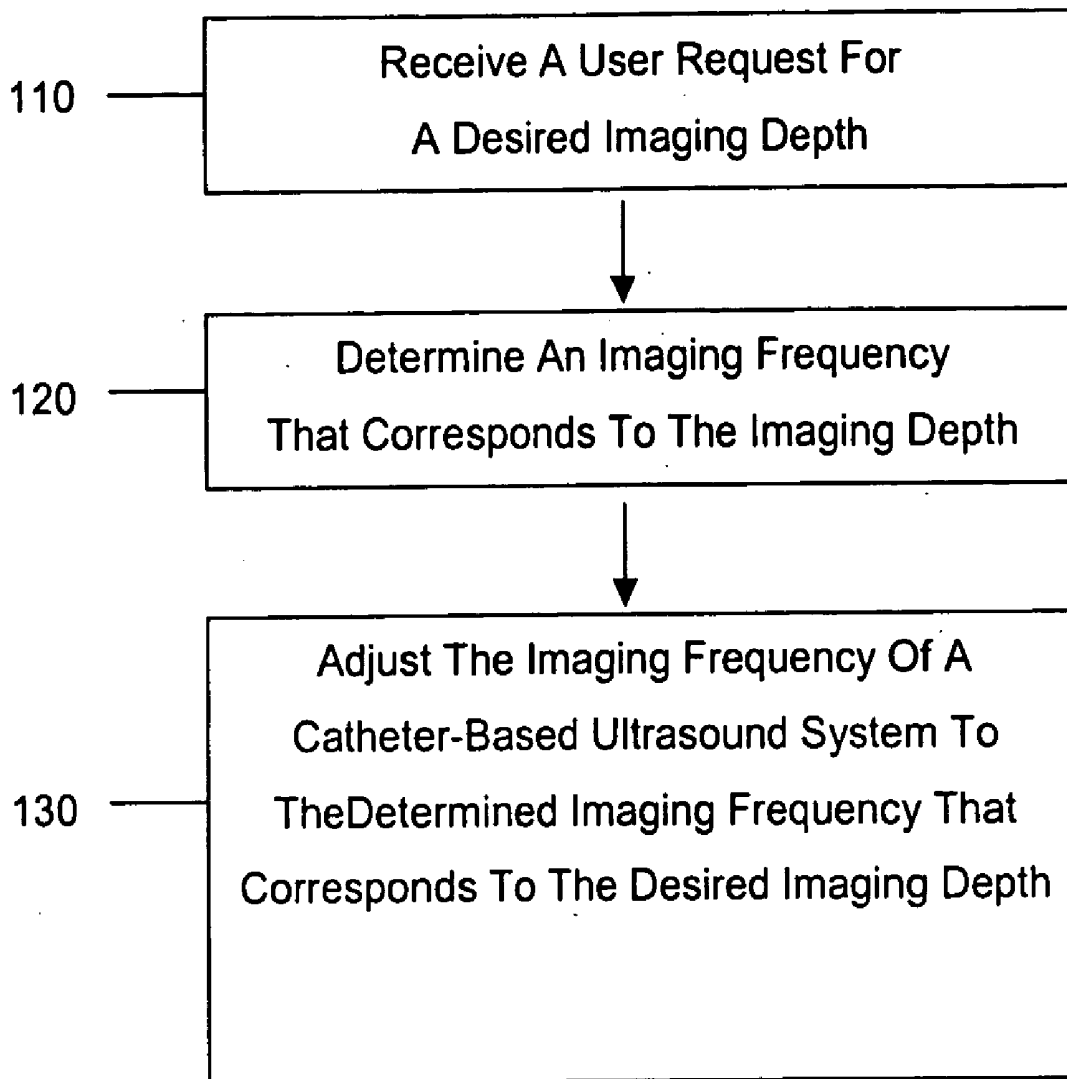 110
Receive A User Request For
A Desired Imaging Depth
120
Determine An Imaging Frequency
That Corresponds To The Imaging Depth
130
Adjust The Imaging Frequency Of A
Catheter-Based Ultrasound System To
TheDetermined Imaging Frequency That
Corresponds To The Desired Imaging Depth